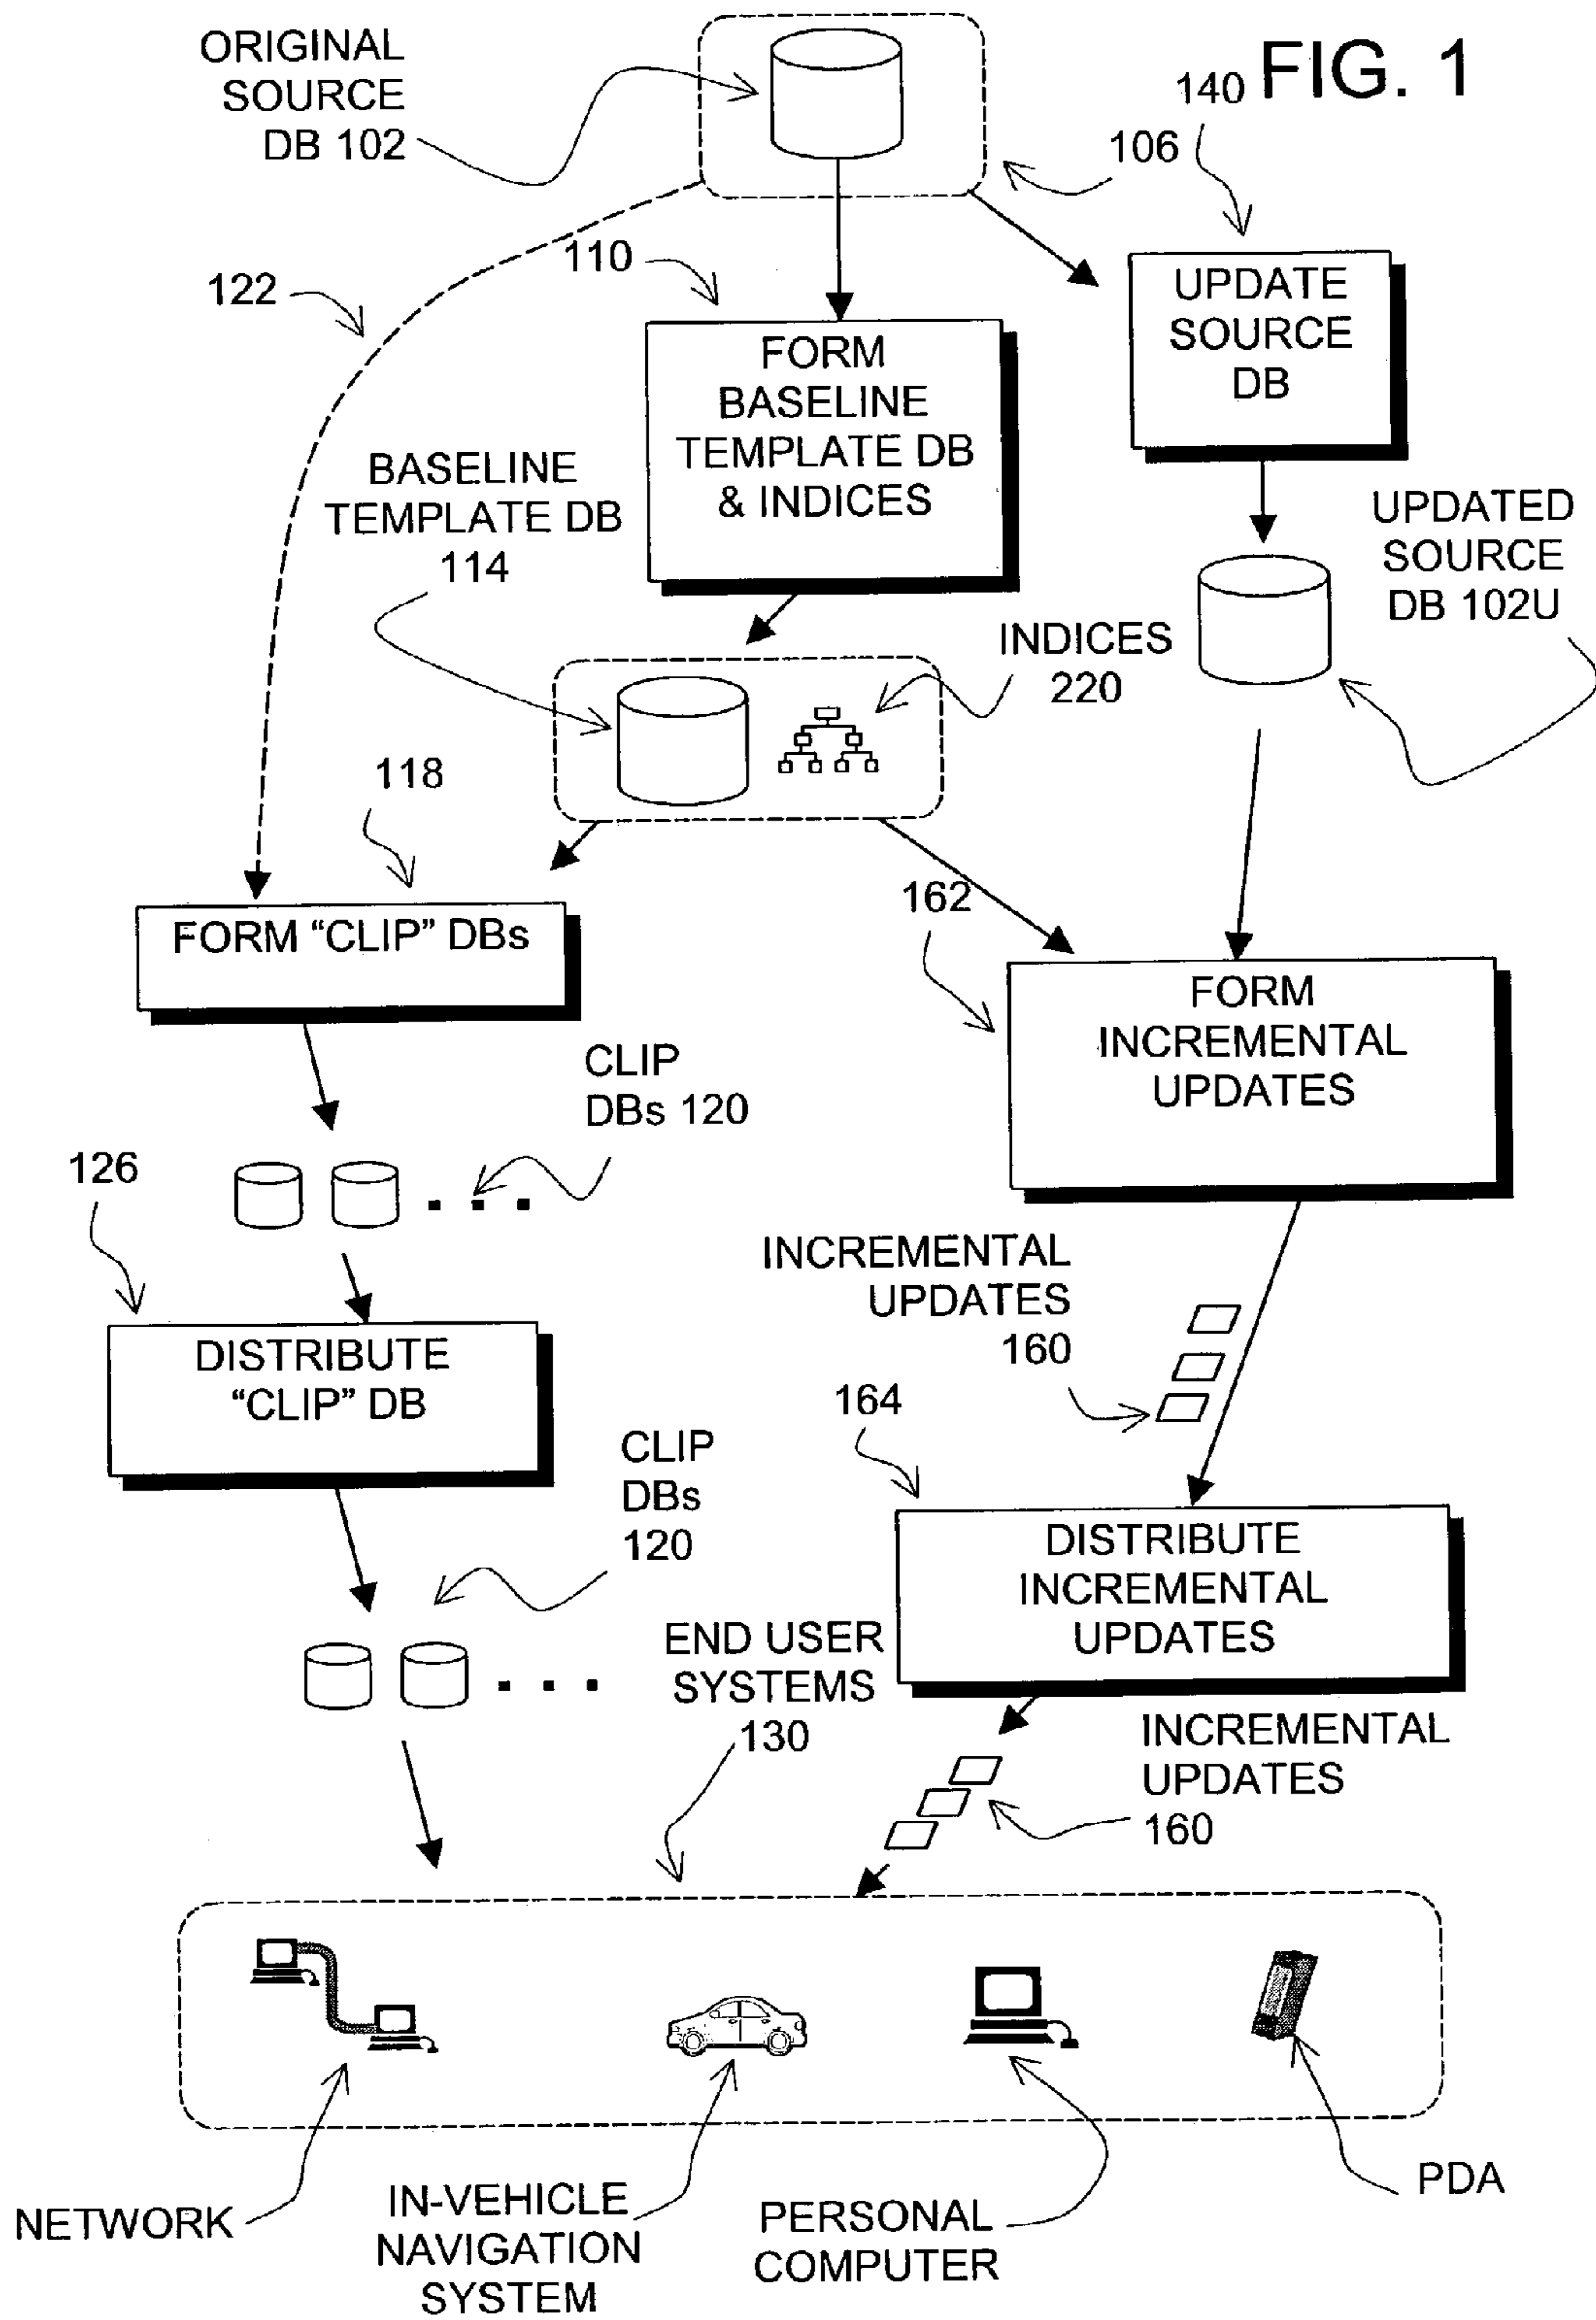 ORIGINAL
SOURCE
DB 102
FIG. 1
140
106
110
122
UPDATE
SOURCE
DB
FORM
BASELINE
TEMPLATE DB
& INDICES
BASELINE
TEMPLATE DB
114
UPDATED
SOURCE
DB 102U
INDICES
220
118
162
FORM “CLIP” DBs
FORM
INCREMENTAL
UPDATES
CLIP
DBs 120
126
INCREMENTAL
UPDATES
160
DISTRIBUTE
“CLIP” DB
164
CLIP
DBs
120
DISTRIBUTE
INCREMENTAL
UPDATES
END USER
SYSTEMS
130
INCREMENTAL
UPDATES
160
NETWORK
IN-VEHICLE
NAVIGATION
SYSTEM
PERSONAL
COMPUTER
PDA